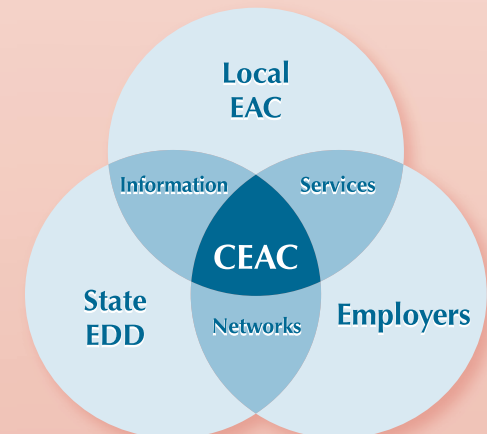 Local
EAC
Information
Services
CEAC
State
EDD
Networks
Employers